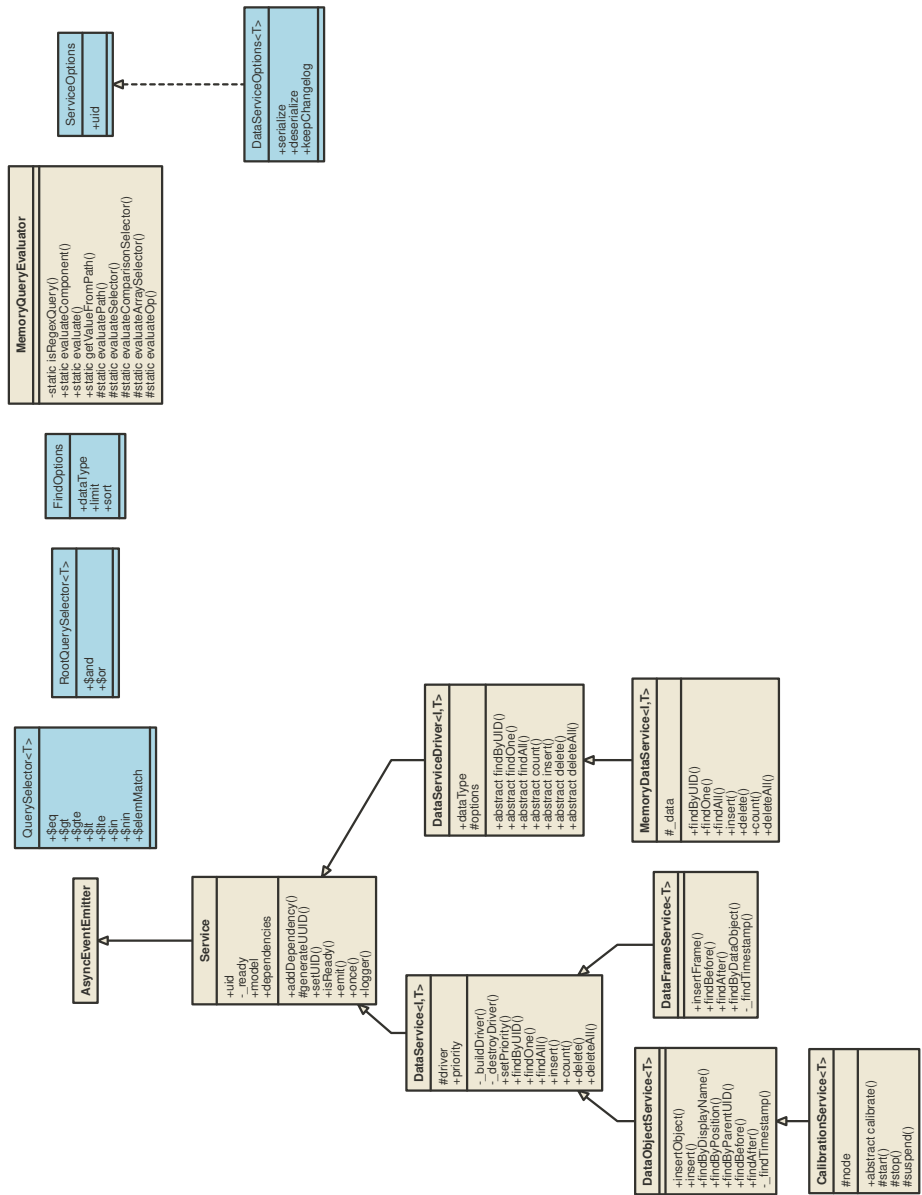 AsyncEventEmitter
QuerySelector<T>
+$eq
+$gt
+$gte
+$lt
+$lte
+$in
+$nin
+$elemMatch
RootQuerySelector<T>
+$and
+$or
FindOptions
+dataType
+limit
+sort
MemoryQueryEvaluator
-static isRegexQuery()
+static evaluateComponent()
+static evaluate()
+static getValueFromPath()
#static evaluatePath()
#static evaluateSelector()
#static evaluateComparisonSelector()
#static evaluateArraySelector()
#static evaluateOp()
ServiceOptions
+uid
Service
+uid
-_ready
+model
+dependencies
+addDependency()
#generateUUID()
+setUID()
+isReady()
+emit()
+once()
+logger()
DataServiceOptions<T>
+serialize
+deserialize
+keepChangelog
DataService<I,T>
#driver
+priority
-_buildDriver()
-_destroyDriver()
+setPriority()
+findByUID()
+findOne()
+findAll()
+insert()
+count()
+delete()
+deleteAll()
DataServiceDriver<I,T>
+dataType
#options
+abstract findByUID()
+abstract findOne()
+abstract findAll()
+abstract count()
+abstract insert()
+abstract delete()
+abstract deleteAll()
DataObjectService<T>
+insertObject()
+insert()
+findByDisplayName()
+findByPosition()
+findByParentUID()
+findBefore()
+findAfter()
-_findTimestamp()
DataFrameService<T>
+insertFrame()
+findBefore()
+findAfter()
+findByDataObject()
-_findTimestamp()
MemoryDataService<I,T>
#_data
+findByUID()
+findOne()
+findAll()
+insert()
+delete()
+count()
+deleteAll()
CalibrationService<T>
#node
+abstract calibrate()
#start()
#stop()
#suspend()